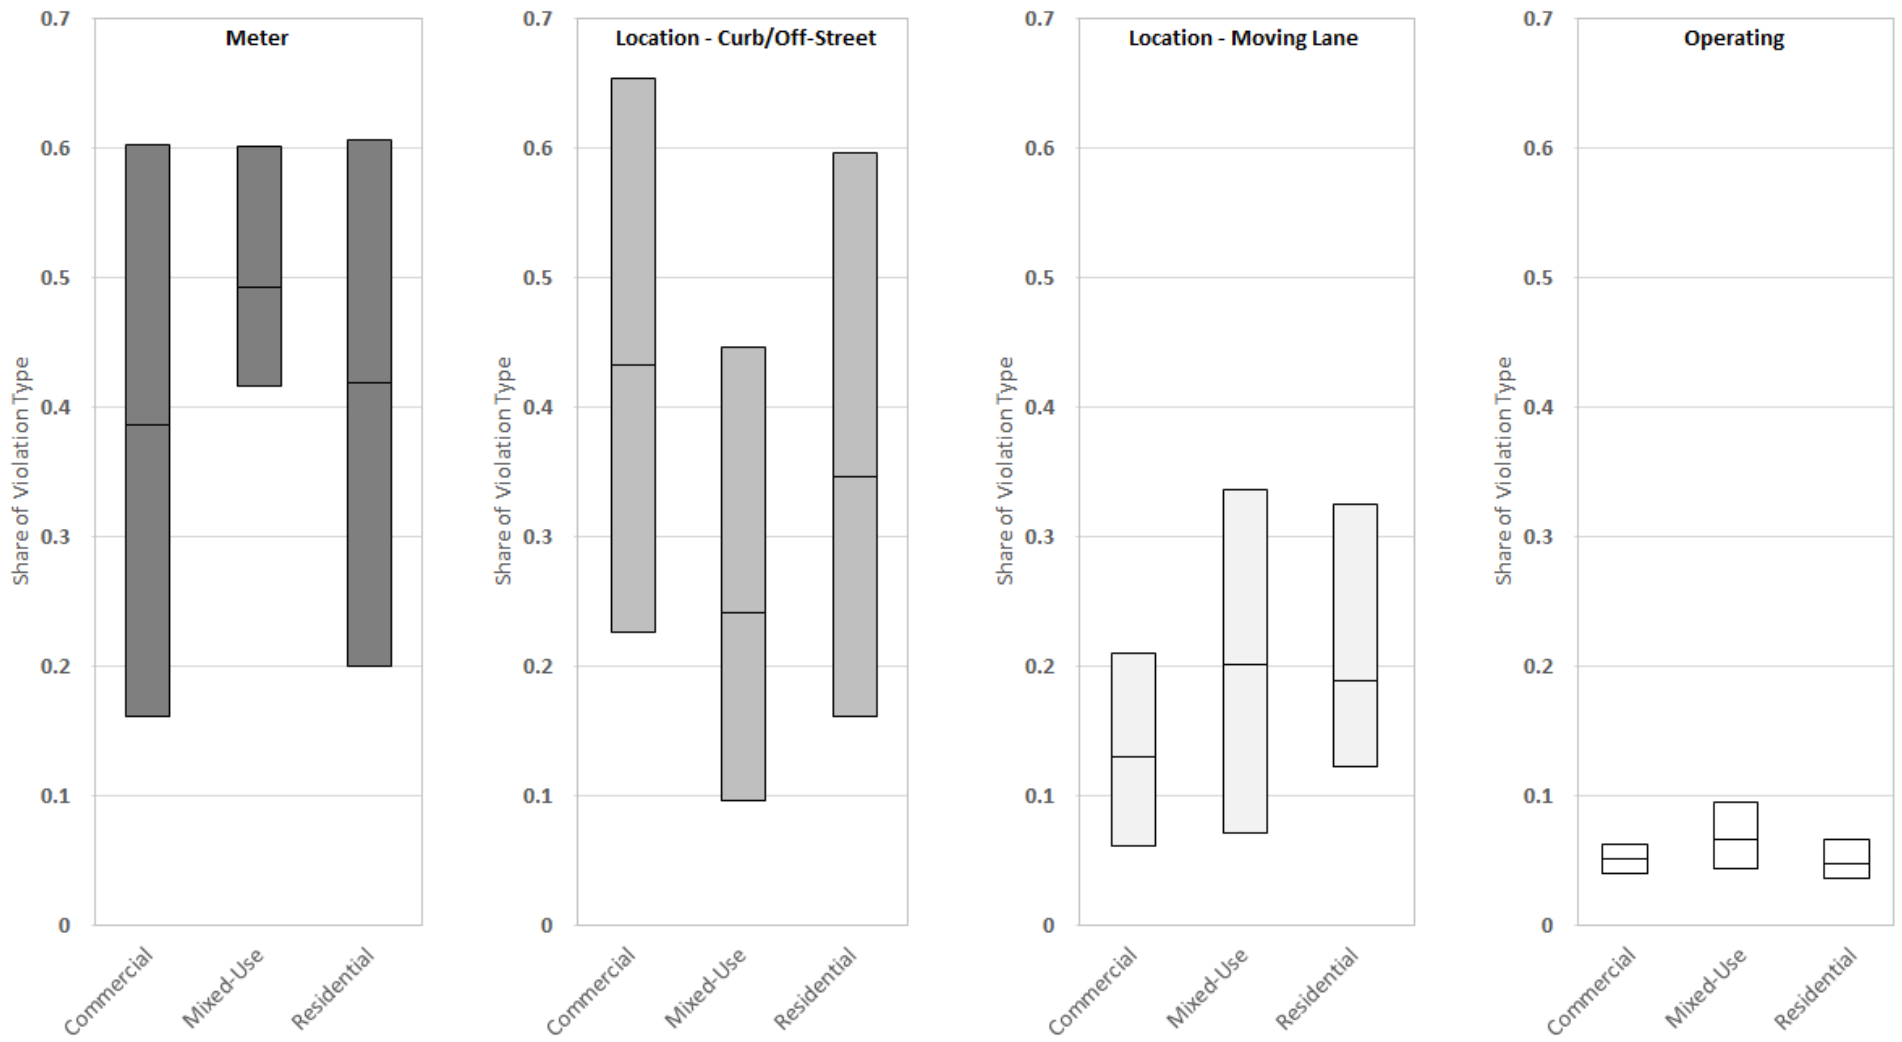 Meter
0.7
0.6
0.5
0.4
0.3
0.2
0.1
0
Share of Violation Type
Commercial
Mixed-Use
Residential
Location - Curb/Off-Street
0.7
0.6
0.5
0.4
0.3
0.2
0.1
0
Share of Violation Type
Commercial
Mixed-Use
Residential
Location - Moving Lane
0.7
0.6
0.5
0.4
0.3
0.2
0.1
0
Share of Violation Type
Commercial
Mixed-Use
Residential
Operating
0.7
0.6
0.5
0.4
0.3
0.2
0.1
0
Share of Violation Type
Commercial
Mixed-Use
Residential